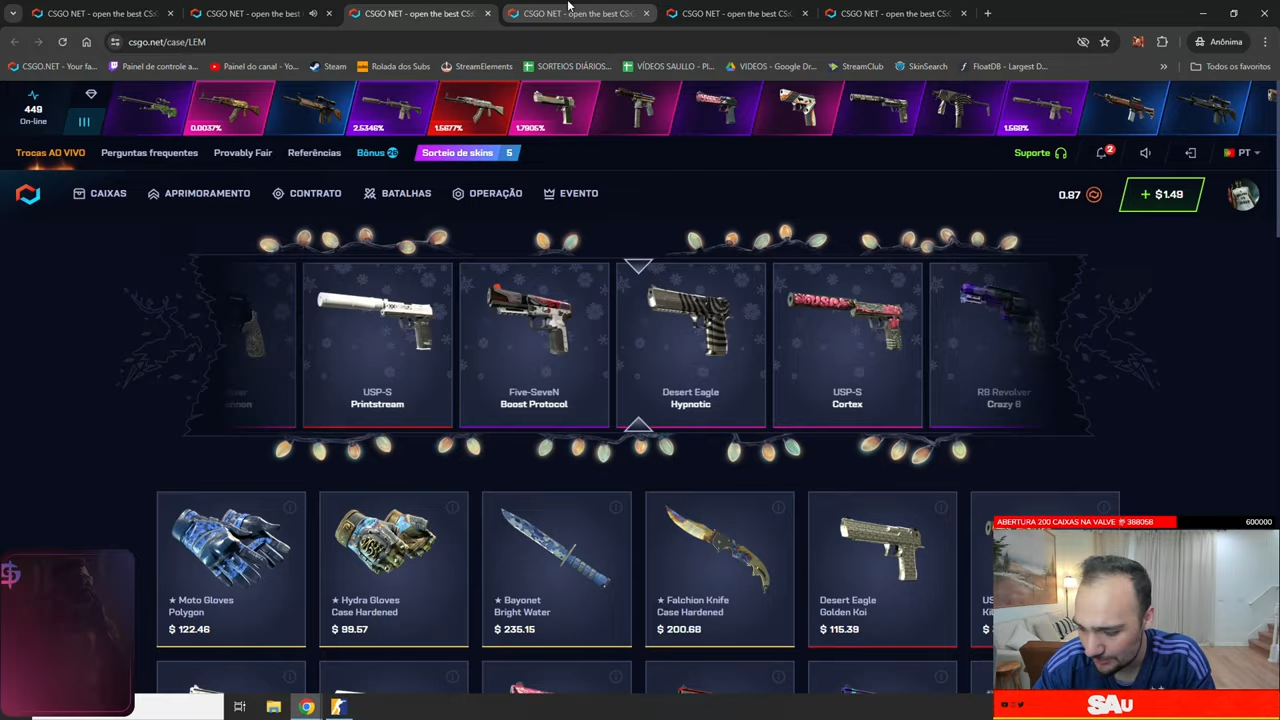 CSGO NET - open the best CS:
CSGO NET - open the best
CSGO NET - open the best CS:G
CSGO NET - open the best CS:G
CSGO NET - open the best CS:G
CSGO NET - open the best CS:
csgo.net/case/LEM
Anônima
CSGO.NET - Your fa...
Painel de controle a...
Painel do canal - Yo...
Steam
Rolada dos Subs
StreamElements
SORTEIOS DIÁRIOS...
VÍDEOS SAULLO - PI...
VIDEOS - Google Dr...
StreamClub
SkinSearch
FloatDB - Largest D...
Todos os favoritos
449
On-line
0.0037%
2.5346%
1.5677%
1.7905%
1.568%
Trocas AO VIVO
Perguntas frequentes
Provably Fair
Referências
Bônus 26
Sorteio de skins 5
Suporte
2
PT
CAIXAS
APRIMORAMENTO
CONTRATO
BATALHAS
OPERAÇÃO
EVENTO
0.87
+ $1.49
USP-S
Printstream
Five-SeveN
Boost Protocol
Desert Eagle
Hypnotic
USP-S
Cortex
R8 Revolver
Crazy 8
★ Moto Gloves
Polygon
$ 122.46
★ Hydra Gloves
Case Hardened
$ 99.57
★ Bayonet
Bright Water
$ 235.15
★ Falchion Knife
Case Hardened
$ 200.68
Desert Eagle
Golden Koi
$ 115.39
ABERTURA 200 CAIXAS NA VALVE
388058
600000
SAU